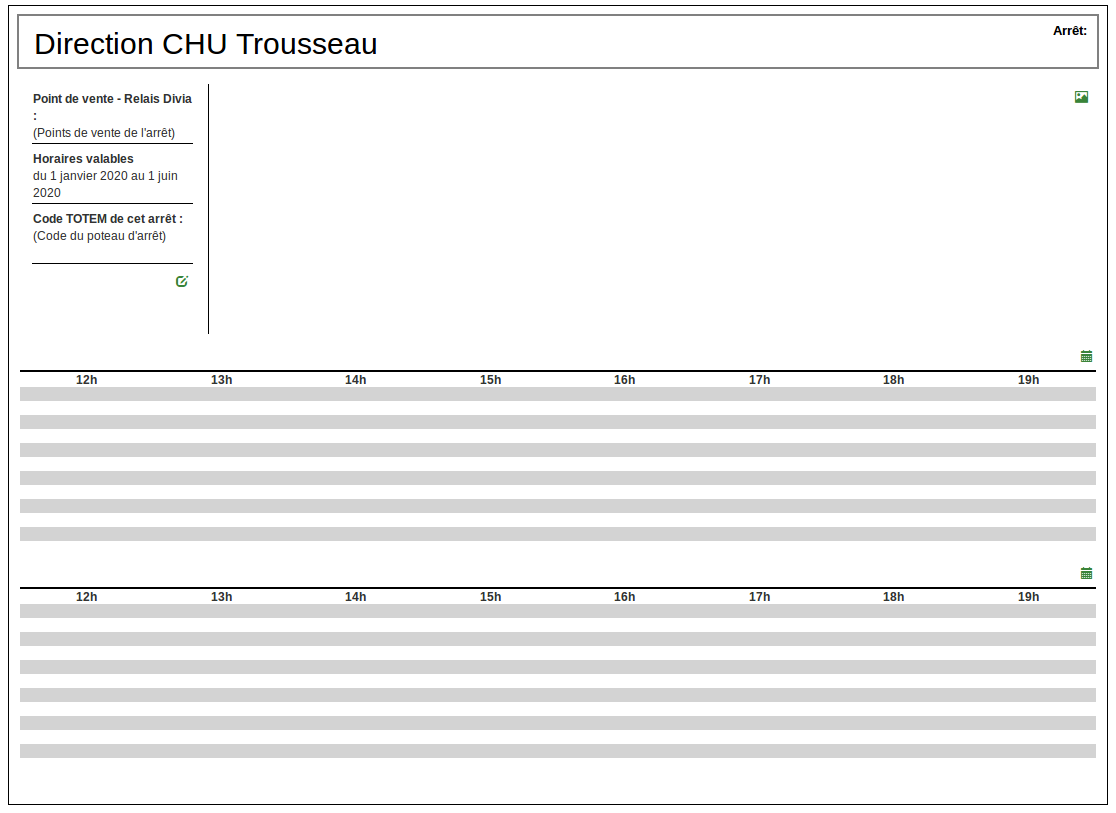 Direction CHU Trousseau
Arrêt:
Point de vente - Relais Divia
:
(Points de vente de l'arrêt)
Horaires valables
du 1 janvier 2020 au 1 juin
2020
Code TOTEM de cet arrêt :
(Code du poteau d'arrêt)
12h 13h 14h 15h 16h 17h 18h 19h
12h 13h 14h 15h 16h 17h 18h 19h